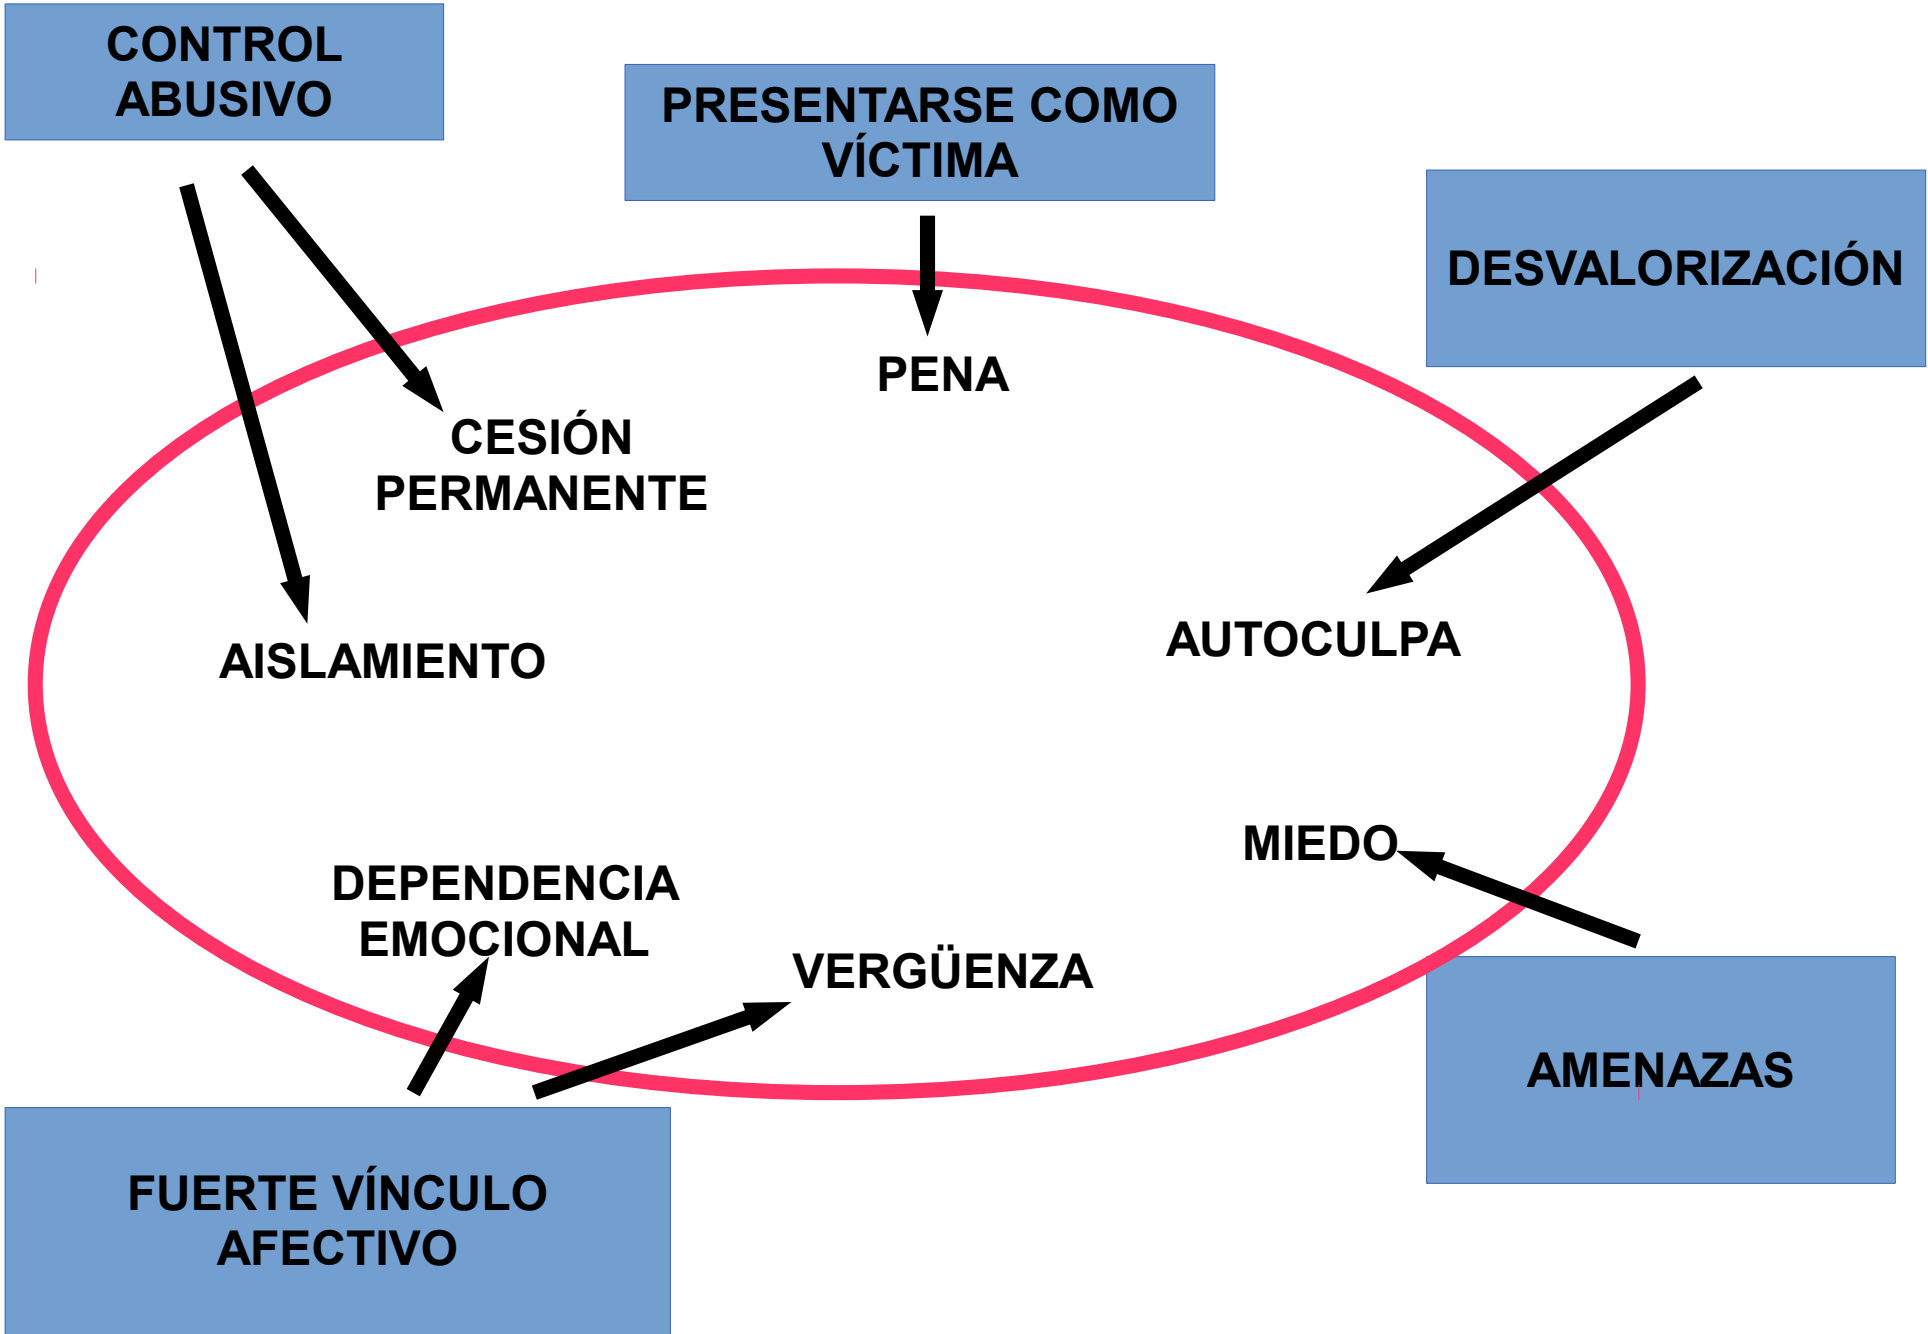 CONTROL
ABUSIVO
PRESENTARSE COMO
VÍCTIMA
DESVALORIZACIÓN
PENA
CESIÓN
PERMANENTE
AISLAMIENTO
AUTOCULPA
MIEDO
DEPENDENCIA
EMOCIONAL
VERGÜENZA
AMENAZAS
FUERTE VÍNCULO
AFECTIVO